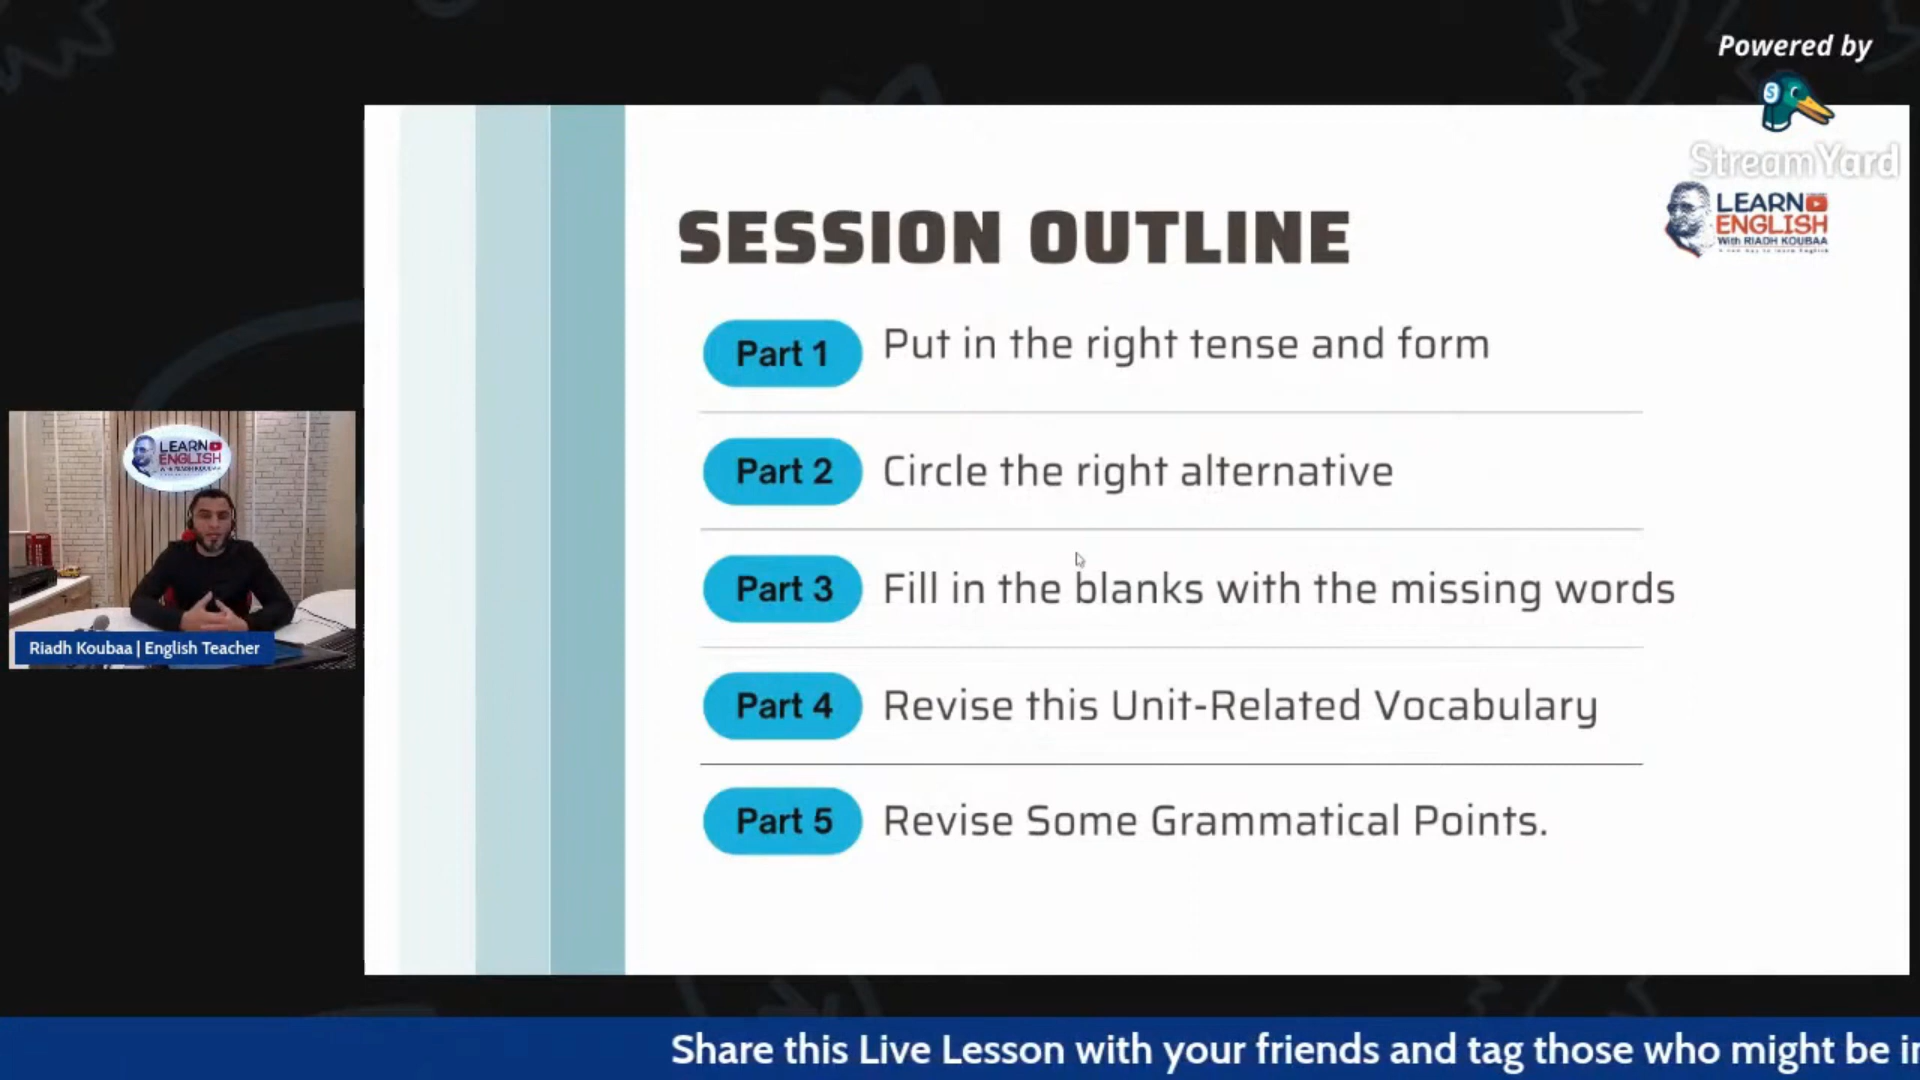 Powered by
StreamYard
LEARN
ENGLISH
With RIADH KOUBAA
SESSION OUTLINE
Part 1 Put in the right tense and form
Part 2 Circle the right alternative
Part 3 Fill in the blanks with the missing words
Part 4 Revise this Unit-Related Vocabulary
Part 5 Revise Some Grammatical Points.
LEARN
ENGLISH
Riadh Koubaa | English Teacher
Share this Live Lesson with your friends and tag those who might be